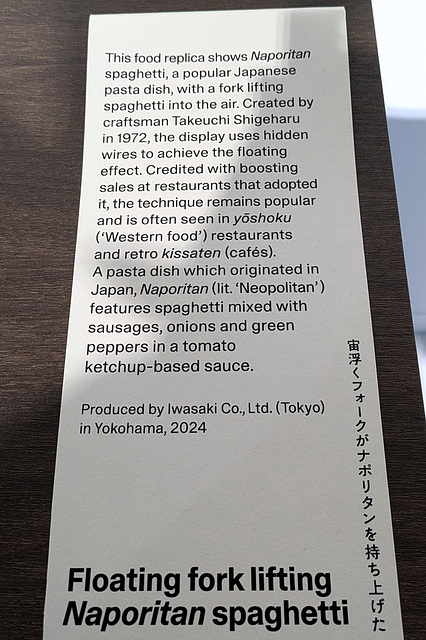 This food replica shows Naporitan
spaghetti, a popular Japanese
pasta dish, with a fork lifting
spaghetti into the air. Created by
craftsman Takeuchi Shigeharu
in 1972, the display uses hidden
wires to achieve the floating
effect. Credited with boosting
sales at restaurants that adopted
it, the technique remains popular
and is often seen in yōshoku
(‘Western food’) restaurants
and retro kissaten (cafés).
A pasta dish which originated in
Japan, Naporitan (lit. ‘Neopolitan’)
features spaghetti mixed with
sausages, onions and green
peppers in a tomato
ketchup-based sauce.
Produced by Iwasaki Co., Ltd. (Tokyo)
in Yokohama, 2024
宙浮くフォークがナポリタンを持ち上げた
Floating fork lifting
Naporitan spaghetti